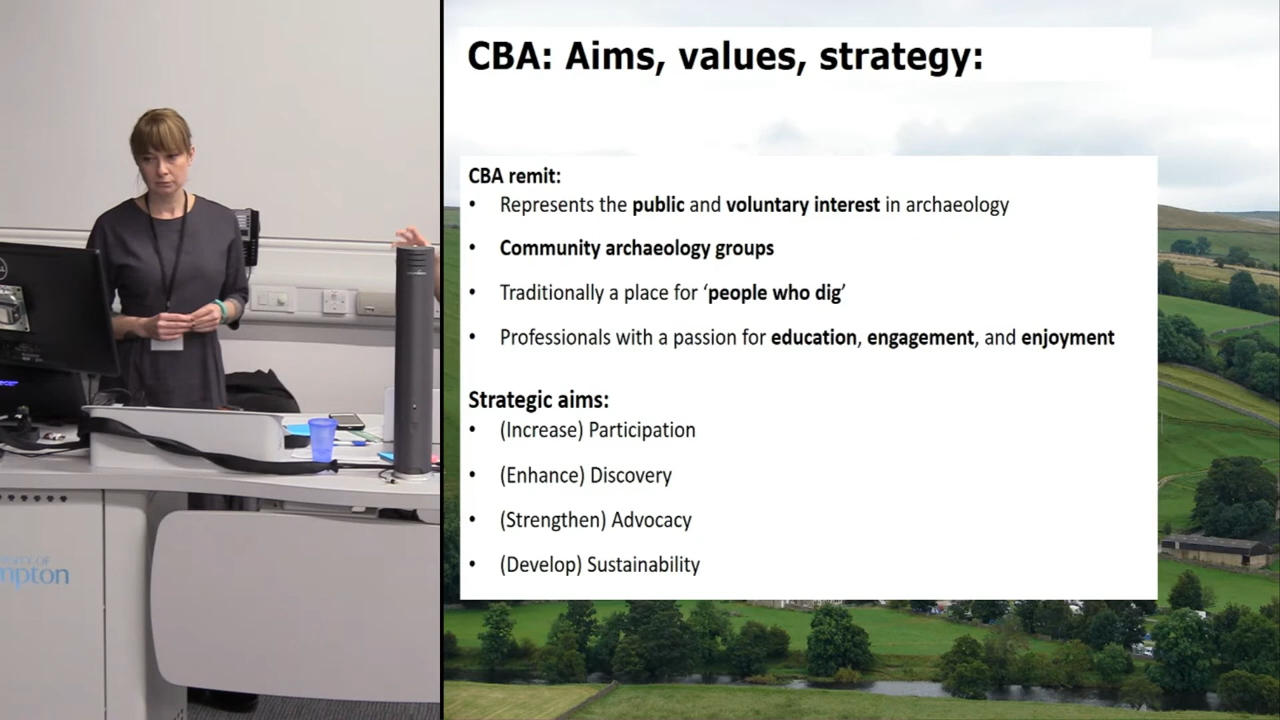 CBA: Aims, values, strategy:
CBA remit:
• Represents the public and voluntary interest in archaeology
• Community archaeology groups
• Traditionally a place for ‘people who dig’
• Professionals with a passion for education, engagement, and enjoyment
Strategic aims:
• (Increase) Participation
• (Enhance) Discovery
• (Strengthen) Advocacy
• (Develop) Sustainability
mpton